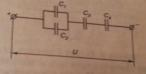 C₁
C₂
C₃
C₄
+
−
U